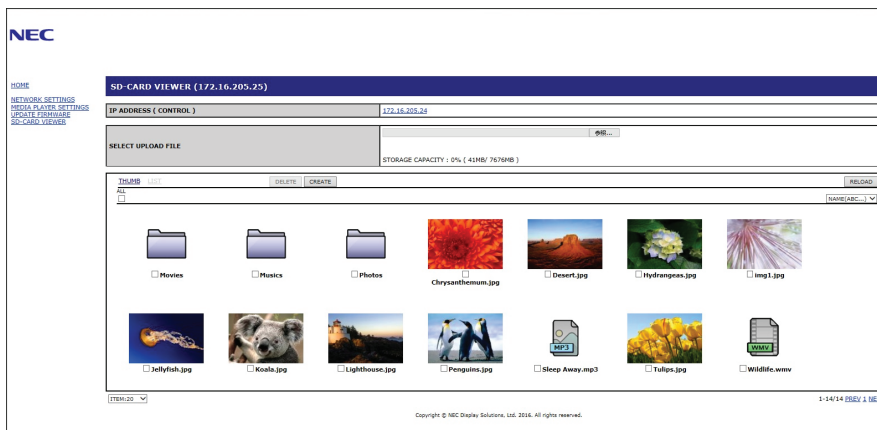 NEC
HOME
NETWORK SETTINGS
MEDIA PLAYER SETTINGS
UPDATE FIRMWARE
SD-CARD VIEWER
SD-CARD VIEWER (172.16.205.25)
IP ADDRESS ( CONTROL ) 172.16.205.24
参照...
SELECT UPLOAD FILE
STORAGE CAPACITY : 0% ( 41MB/ 7676MB )
THUMB LIST DELETE CREATE RELOAD
ALL
NAME(ABC...)
Movies Musics Photos Chrysanthemum.jpg Desert.jpg Hydrangeas.jpg img1.jpg
MP3 WMV
Jellyfish.jpg Koala.jpg Lighthouse.jpg Penguins.jpg Sleep Away.mp3 Tulips.jpg Wildlife.wmv
ITEM:20 1-14/14 PREV 1 NE
Copyright © NEC Display Solutions, Ltd. 2016. All rights reserved.